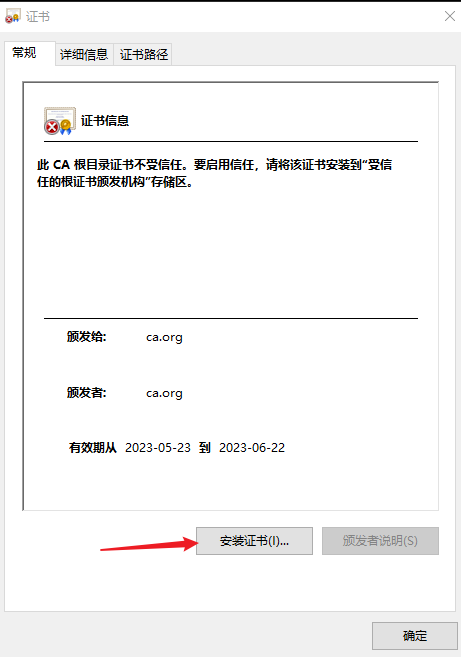 证书
常规 详细信息 证书路径
证书信息
此 CA 根目录证书不受信任。要启用信任，请将该证书安装到“受信
任的根证书颁发机构”存储区。
颁发给: ca.org
颁发者: ca.org
有效期从 2023-05-23 到 2023-06-22
安装证书(I)... 颁发者说明(S)
确定